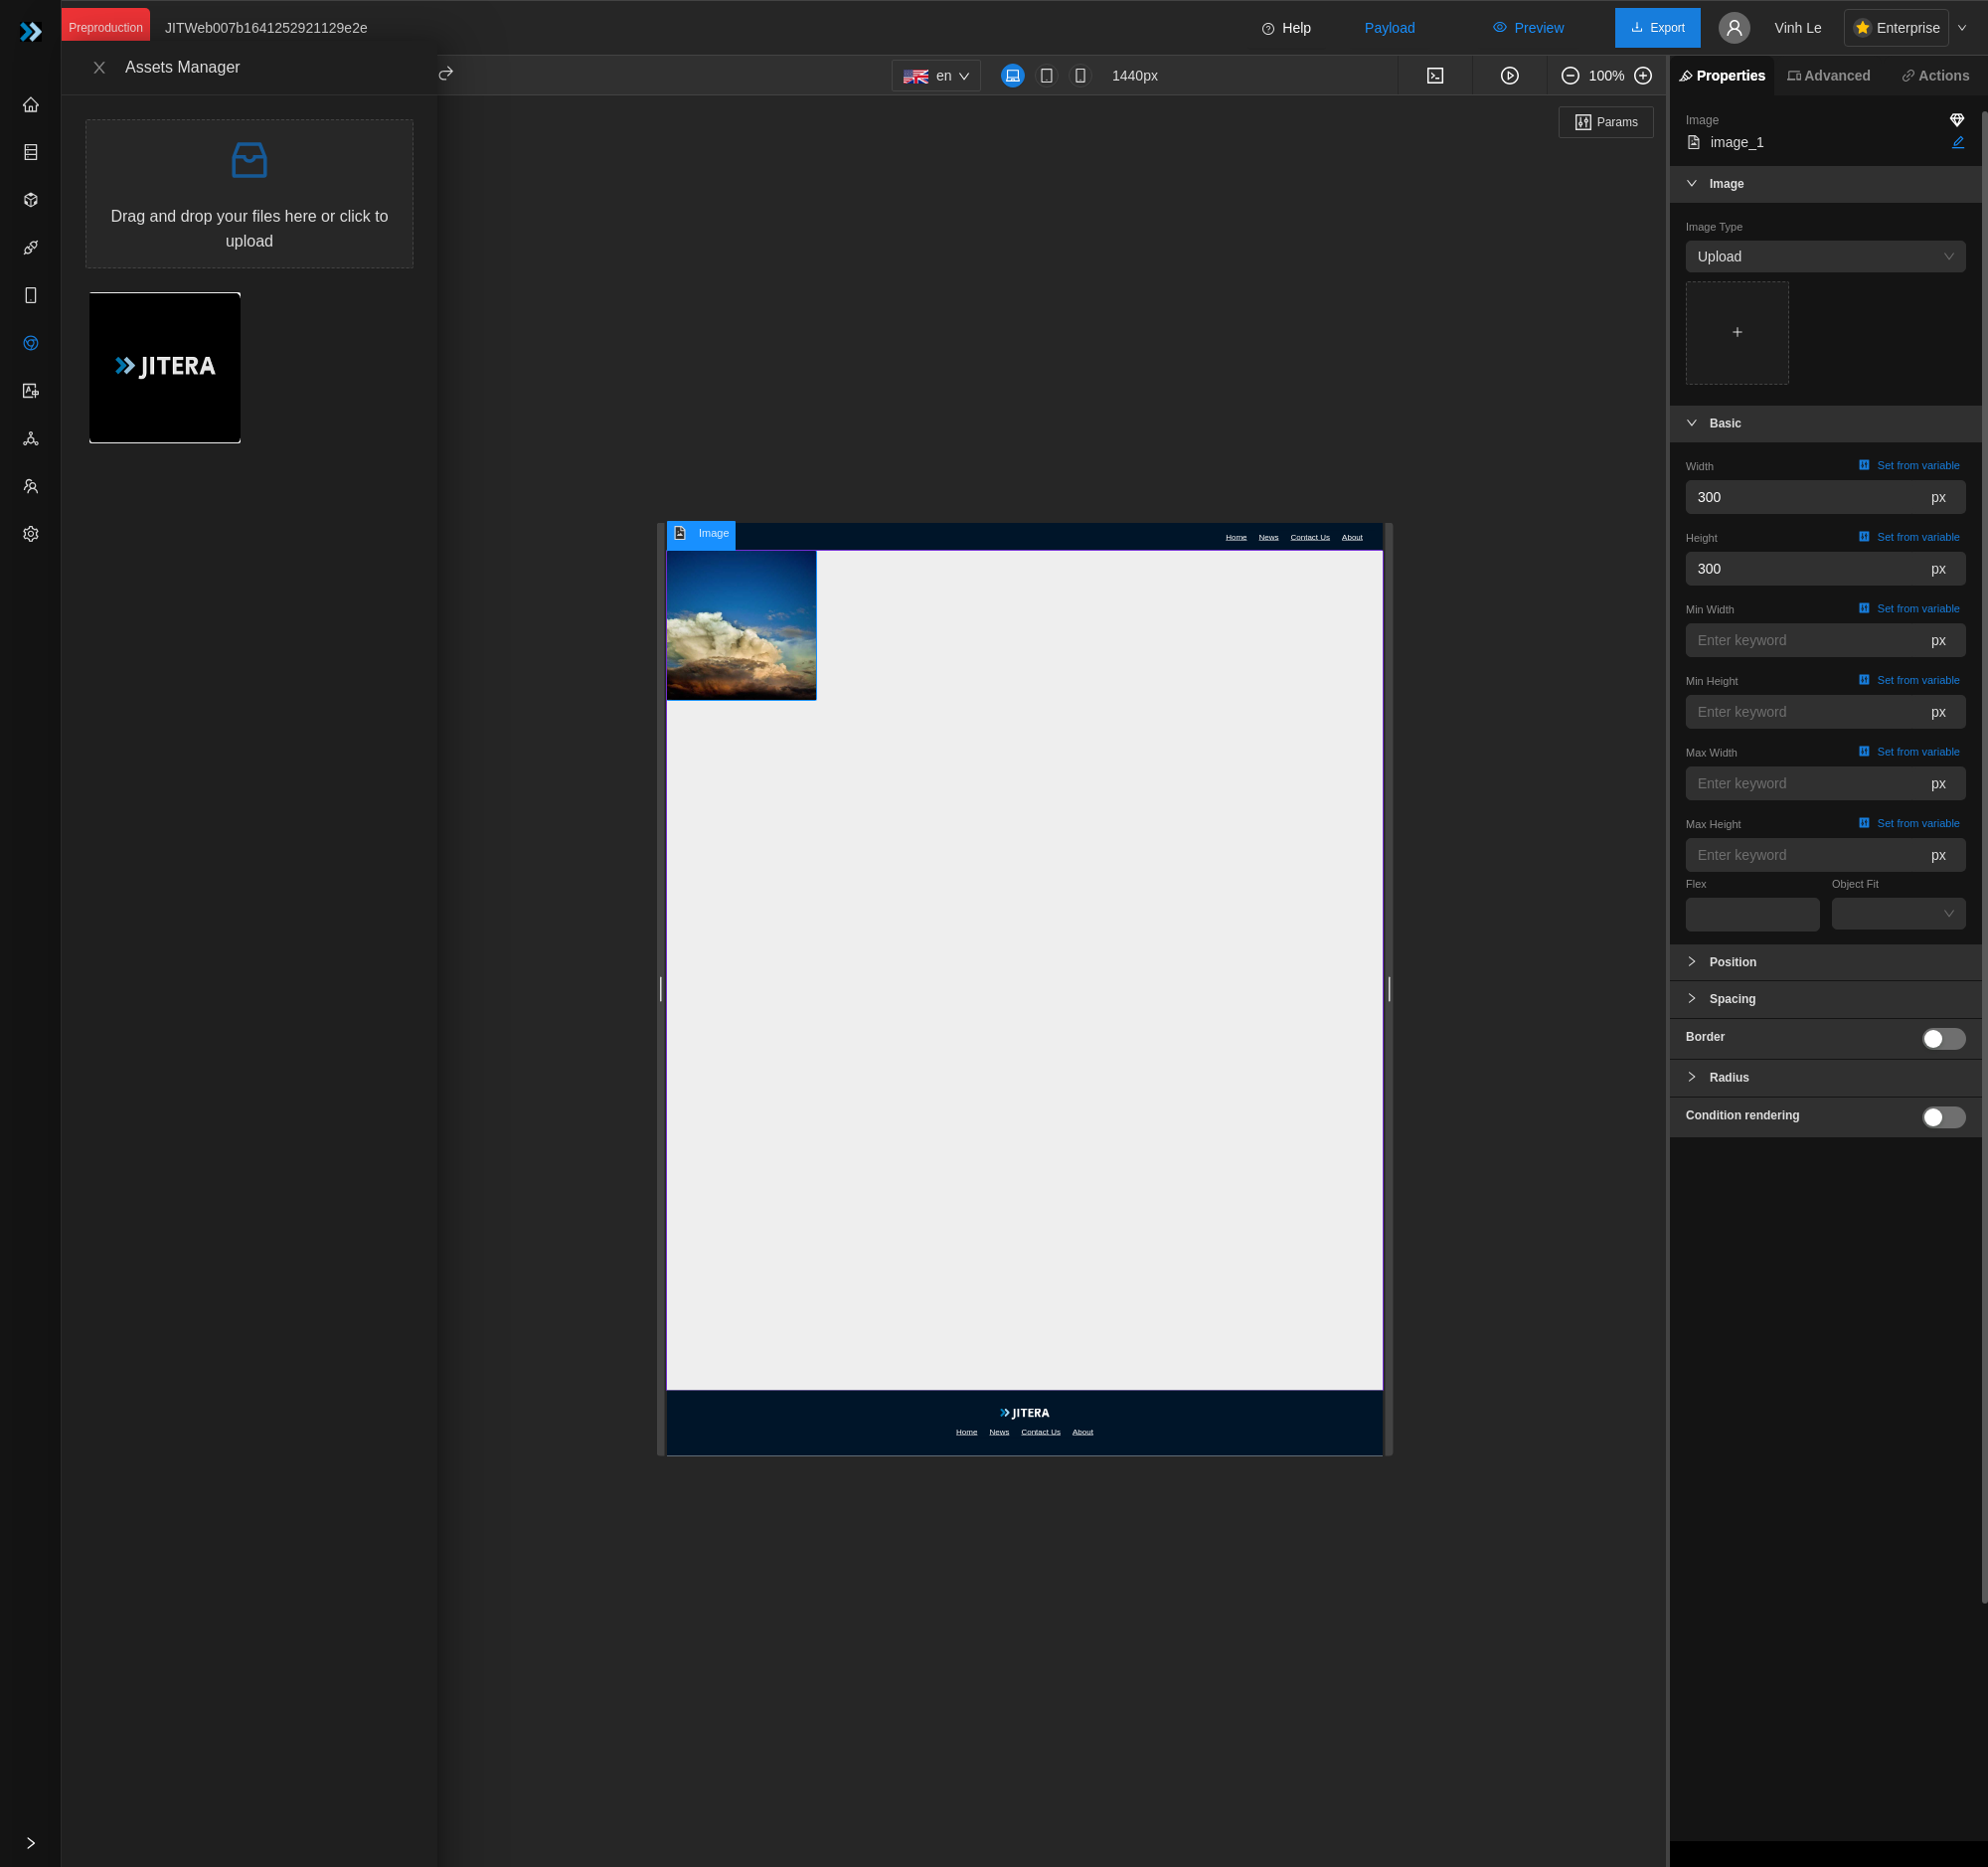 Preproduction
JITWeb007b1641252921129e2e
Help
Payload
Preview
Export
Vinh Le
Enterprise
Assets Manager
en
1440px
100%
Properties
Advanced
Actions
Drag and drop your files here or click to
upload
JITERA
Params
Image
Home
News
Contact Us
About
JITERA
Home
News
Contact Us
About
Image
image_1
Image
Image Type
Upload
Basic
Width
Set from variable
300
px
Height
Set from variable
300
px
Min Width
Set from variable
Enter keyword
px
Min Height
Set from variable
Enter keyword
px
Max Width
Set from variable
Enter keyword
px
Max Height
Set from variable
Enter keyword
px
Flex
Object Fit
Position
Spacing
Border
Radius
Condition rendering